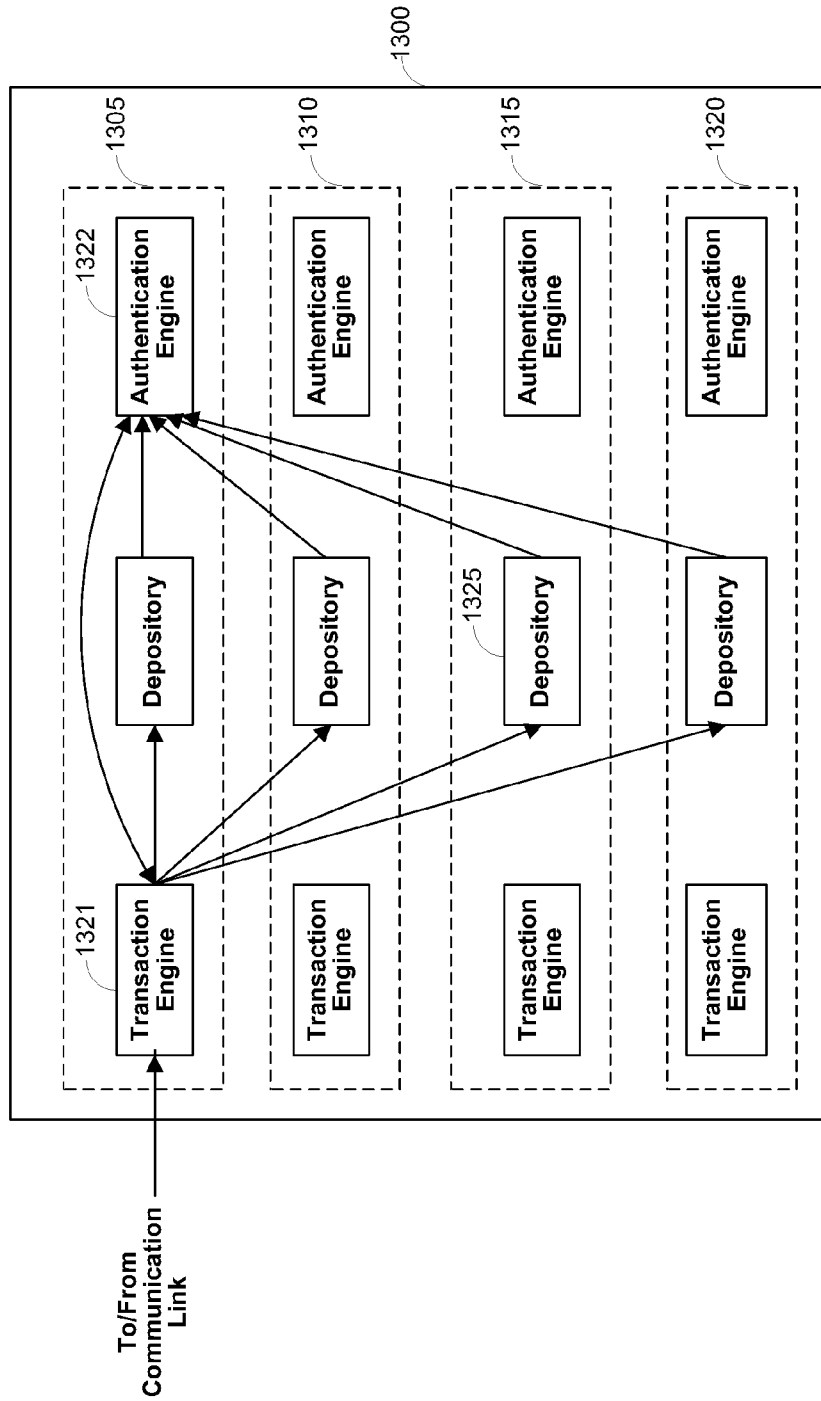 To/From
Communication
Link
1300
1305
1321
Transaction
Engine
Depository
1322
Authentication
Engine
1310
Transaction
Engine
Depository
Authentication
Engine
1315
Transaction
Engine
1325
Depository
Authentication
Engine
1320
Transaction
Engine
Depository
Authentication
Engine